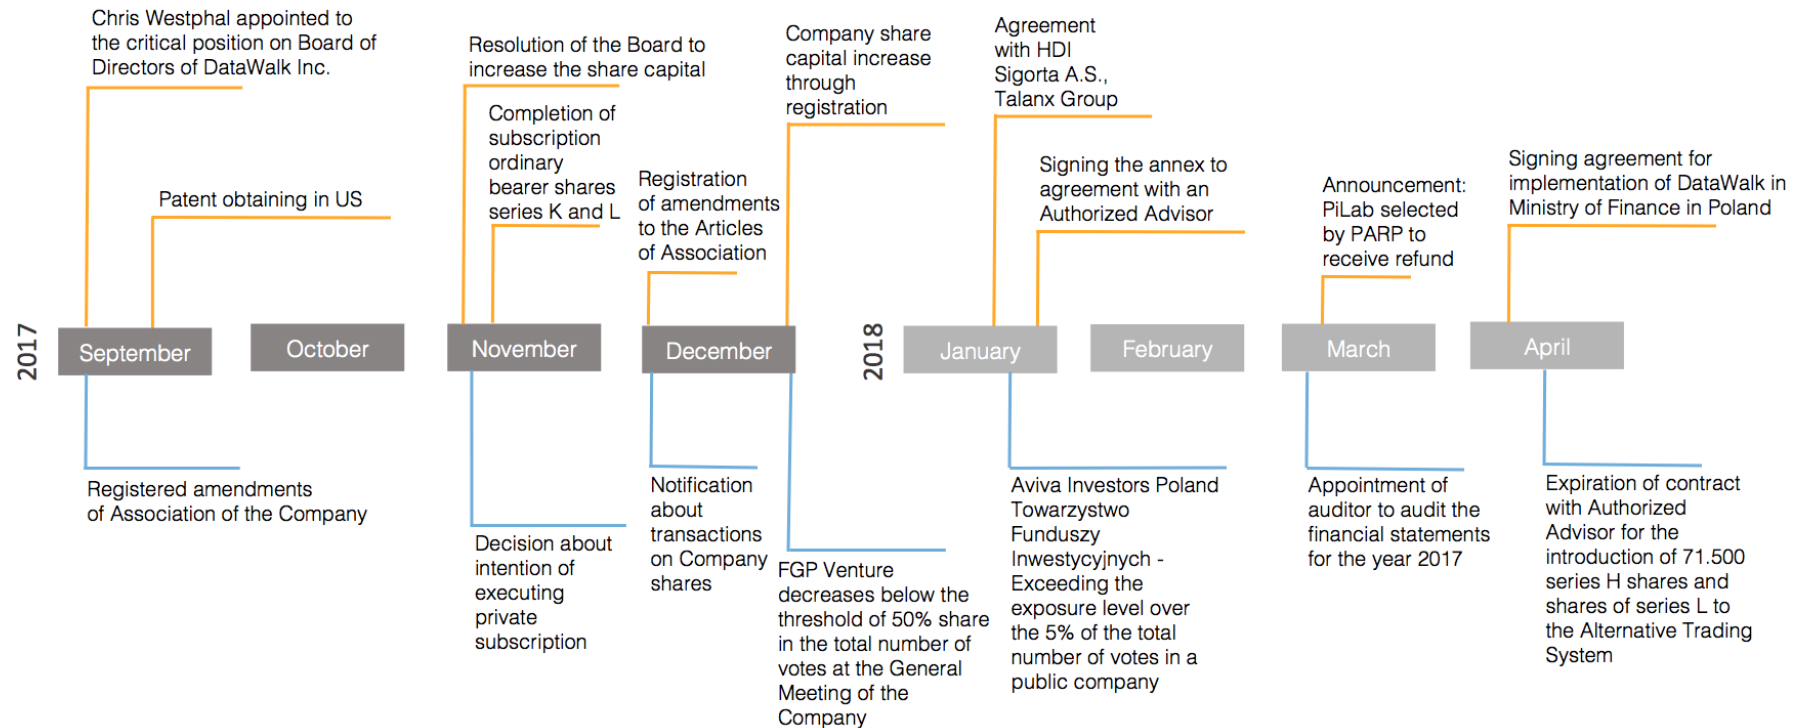 Chris Westphal appointed to
the critical position on Board of
Directors of DataWalk Inc.
Patent obtaining in US
Resolution of the Board to
increase the share capital
Completion of
subscription
ordinary
bearer shares
series K and L
Registration
of amendments
to the Articles
of Association
Company share
capital increase
through
registration
Agreement
with HDI
Sigorta A.S.,
Talanx Group
Signing the annex to
agreement with an
Authorized Advisor
Announcement:
PiLab selected
by PARP to
receive refund
Signing agreement for
implementation of DataWalk in
Ministry of Finance in Poland
2017
September
October
November
December
2018
January
February
March
April
Registered amendments
of Association of the Company
Decision about
intention of
executing
private
subscription
Notification
about
transactions
on Company
shares
FGP Venture
decreases below the
threshold of 50% share
in the total number of
votes at the General
Meeting of the
Company
Aviva Investors Poland
Towarzystwo
Funduszy
Inwestycyjnych -
Exceeding the
exposure level over
the 5% of the total
number of votes in a
public company
Appointment of
auditor to audit the
financial statements
for the year 2017
Expiration of contract
with Authorized
Advisor for the
introduction of 71.500
series H shares and
shares of series L to
the Alternative Trading
System